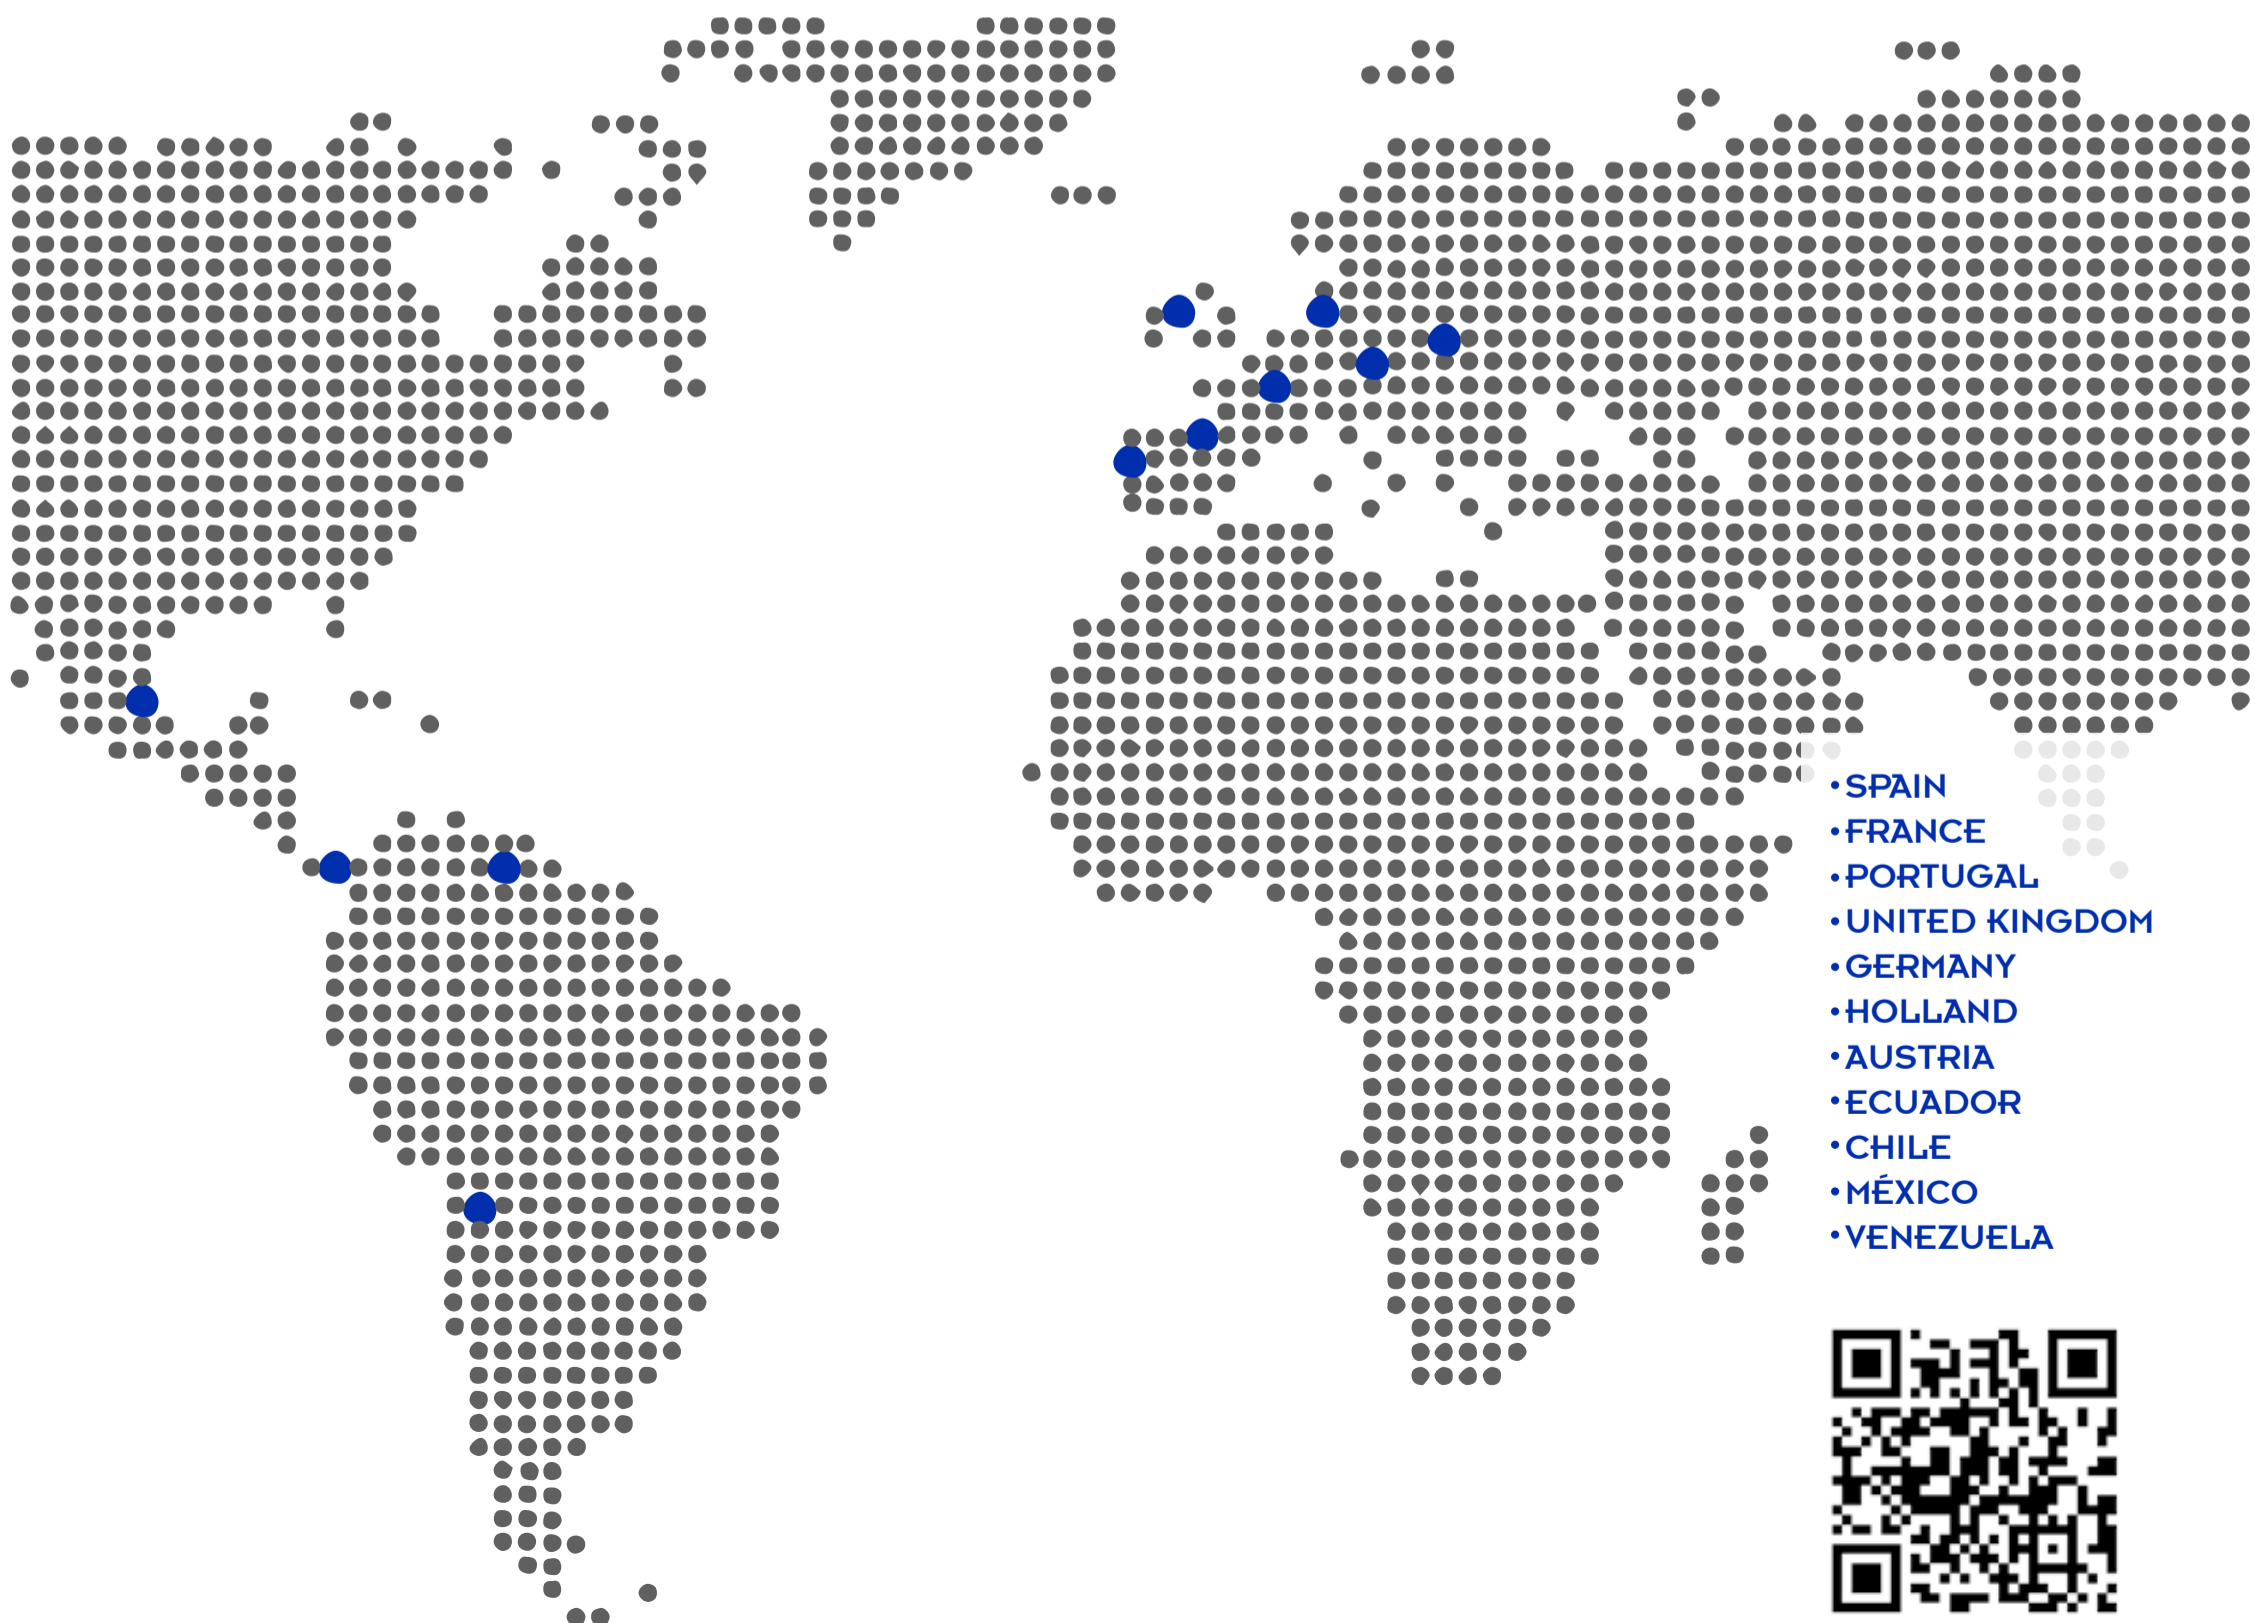 • SPAIN
• FRANCE
• PORTUGAL
• UNITED KINGDOM
• GERMANY
• HOLLAND
• AUSTRIA
• ECUADOR
• CHILE
• MÉXICO
• VENEZUELA